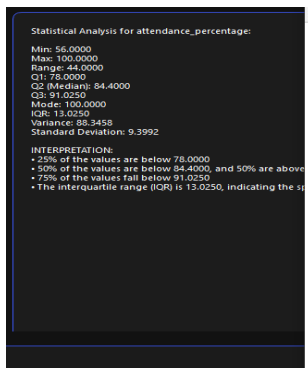 Statistical Analysis for attendance_percentage:
Min: 56.0000
Max: 100.0000
Range: 44.0000
Q1: 78.0000
Q2 (Median): 84.4000
Q3: 91.0250
Mode: 100.0000
IQR: 13.0250
Variance: 88.3458
Standard Deviation: 9.3992
INTERPRETATION:
• 25% of the values are below 78.0000
• 50% of the values are below 84.4000, and 50% are above
• 75% of the values fall below 91.0250
• The interquartile range (IQR) is 13.0250, indicating the